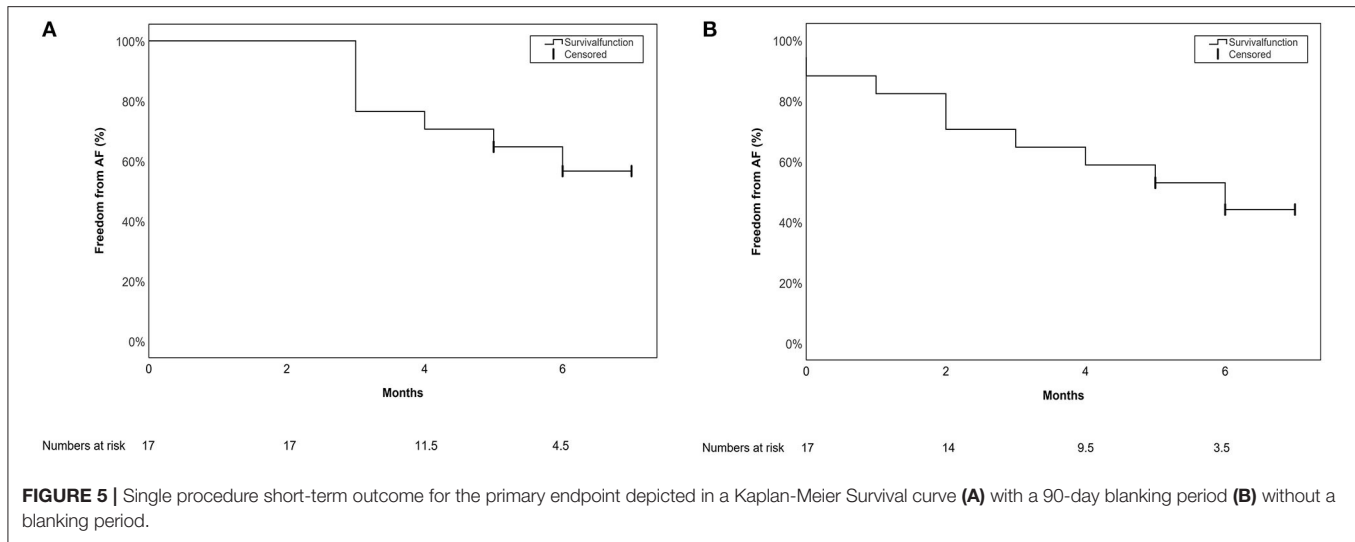 A
Survivalfunction
Censored
100%
80%
60%
40%
20%
0%
Freedom from AF (%)
0 2 4 6
Months
Numbers at risk 17 17 11.5 4.5
B
Survivalfunction
Censored
100%
80%
60%
40%
20%
0%
Freedom from AF (%)
0 2 4 6
Months
Numbers at risk 17 14 9.5 3.5
FIGURE 5 | Single procedure short-term outcome for the primary endpoint depicted in a Kaplan-Meier Survival curve (A) with a 90-day blanking period (B) without a
blanking period.